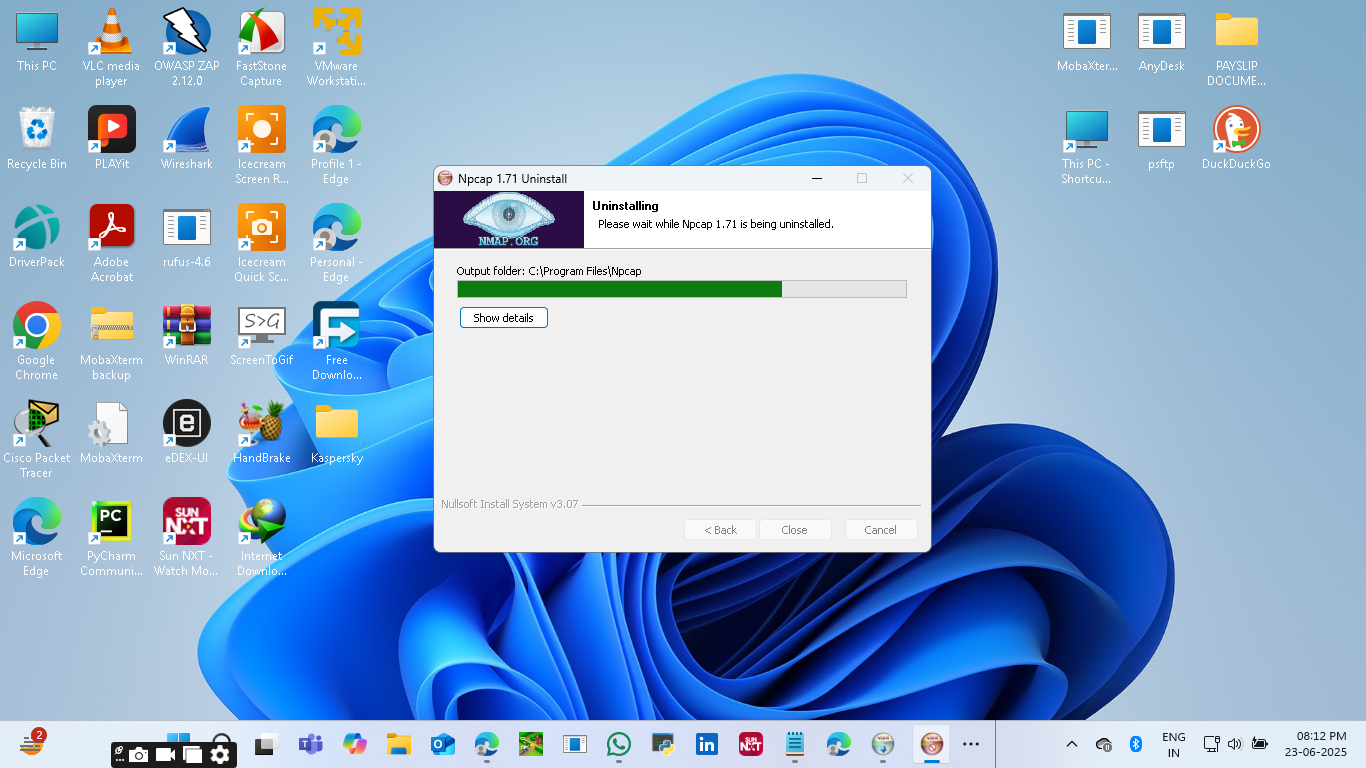 This PC
VLC media
player
OWASP ZAP
2.12.0
FastStone
Capture
VMware
Workstati...
MobaXter...
AnyDesk
PAYSLIP
DOCUME...
Recycle Bin
PLAYit
Wireshark
Icecream
Screen R...
Profile 1 -
Edge
This PC -
Shortcu...
psftp
DuckDuckGo
Npcap 1.71 Uninstall
Uninstalling
Please wait while Npcap 1.71 is being uninstalled.
NMAP.ORG
Output folder: C:\Program Files\Npcap
Show details
DriverPack
Adobe
Acrobat
rufus-4.6
Icecream
Quick Sc...
Personal -
Edge
Google
Chrome
MobaXterm
backup
WinRAR
S>G
ScreenToGif
Free
Downlo...
Cisco Packet
Tracer
MobaXterm
e
eDEX-UI
HandBrake
Kaspersky
Nullsoft Install System v3.07
< Back
Close
Cancel
Microsoft
Edge
PC
PyCharm
Communi...
SUN
NXT
Sun NXT -
Watch Mo...
Internet
Downlo...
2
ENG
IN
08:12 PM
23-06-2025